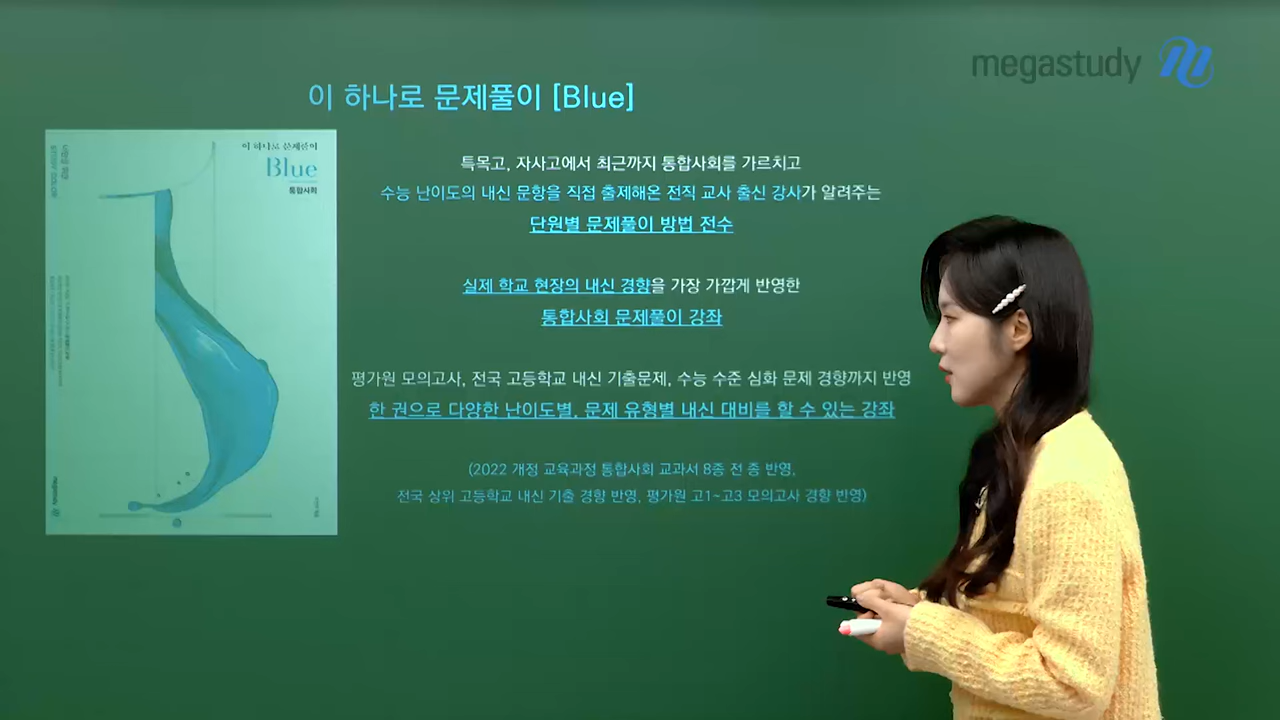 megastudy
이 하나로 문제풀이 [Blue]
이 하나로 문제풀이
Blue
통합사회
특목고, 자사고에서 최근까지 통합사회를 가르치고
수능 난이도의 내신 문항을 직접 출제해온 전직 교사 출신 강사가 알려주는
단원별 문제풀이 방법 전수
실제 학교 현장의 내신 경향을 가장 가깝게 반영한
통합사회 문제풀이 강좌
평가원 모의고사, 전국 고등학교 내신 기출문제, 수능 수준 심화 문제 경향까지 반영
한 권으로 다양한 난이도별, 문제 유형별 내신 대비를 할 수 있는 강좌
(2022 개정 교육과정 통합사회 교과서 8종 전 종 반영,
전국 상위 고등학교 내신 기출 경향 반영, 평가원 고1~고3 모의고사 경향 반영)